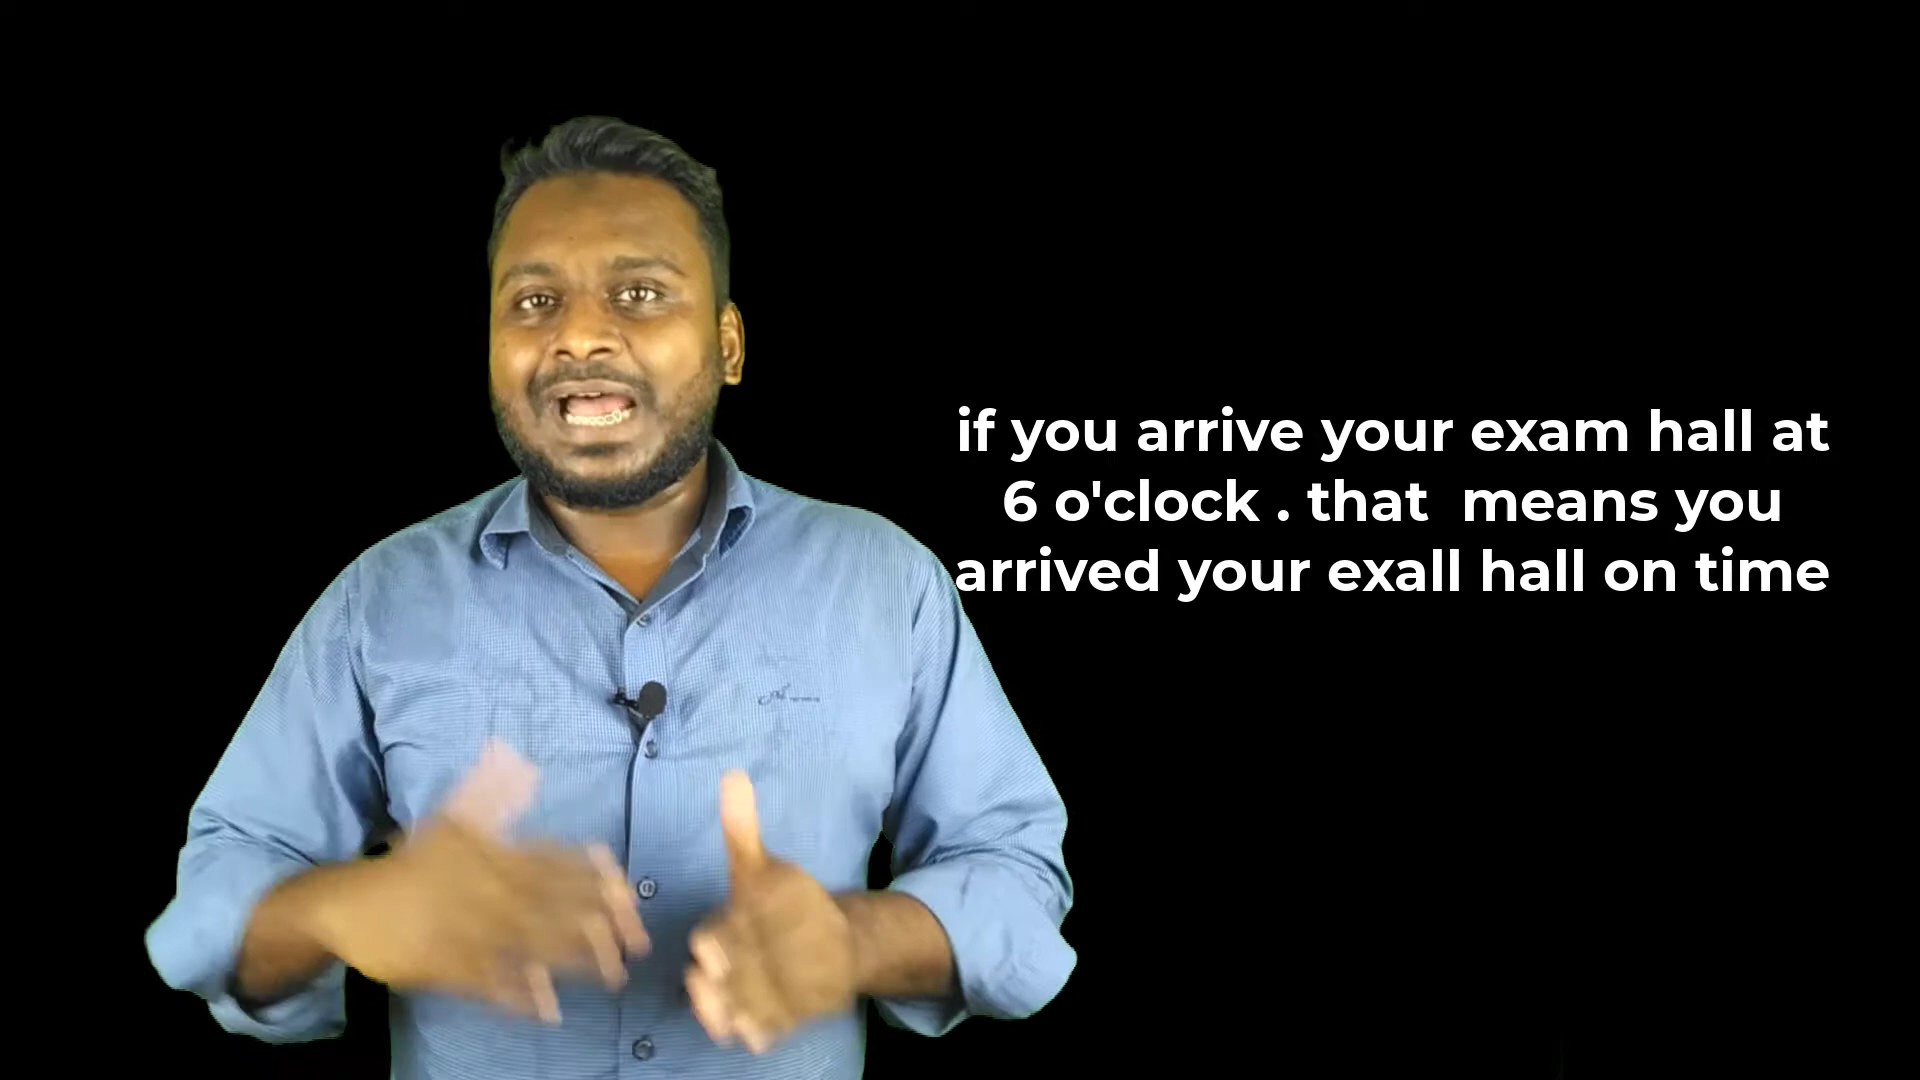 if you arrive your exam hall at
6 o'clock . that  means you
arrived your exall hall on time